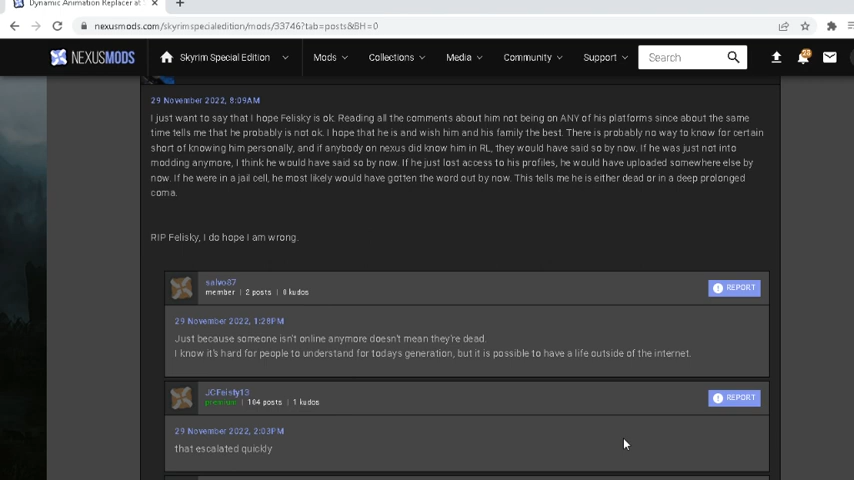 Dynamic Animation Replacer at
nexusmods.com/skyrimspecialedition/mods/33746?tab=posts&BH=0
NEXUSMODS Skyrim Special Edition Mods Collections Media Community Support Search
29 November 2022, 8:09AM
I just want to say that I hope Felisky is ok. Reading all the comments about him not being on ANY of his platforms since about the same
time tells me that he probably is not ok. I hope that he is and wish him and his family the best. There is probably no way to know for certain
short of knowing him personally, and if anybody on nexus did know him in RL, they would have said so by now. If he was just not into
modding anymore, I think he would have said so by now. If he just lost access to his profiles, he would have uploaded somewhere else by
now. If he were in a jail cell, he most likely would have gotten the word out by now. This tells me he is either dead or in a deep prolonged
coma.
RIP Felisky, I do hope I am wrong.
salvo87
member | 2 posts | 0 kudos
REPORT
29 November 2022, 1:28PM
Just because someone isn't online anymore doesn't mean they're dead.
I know it's hard for people to understand for todays generation, but it is possible to have a life outside of the internet.
JCFeisty13
premium | 104 posts | 1 kudos
REPORT
29 November 2022, 2:03PM
that escalated quickly